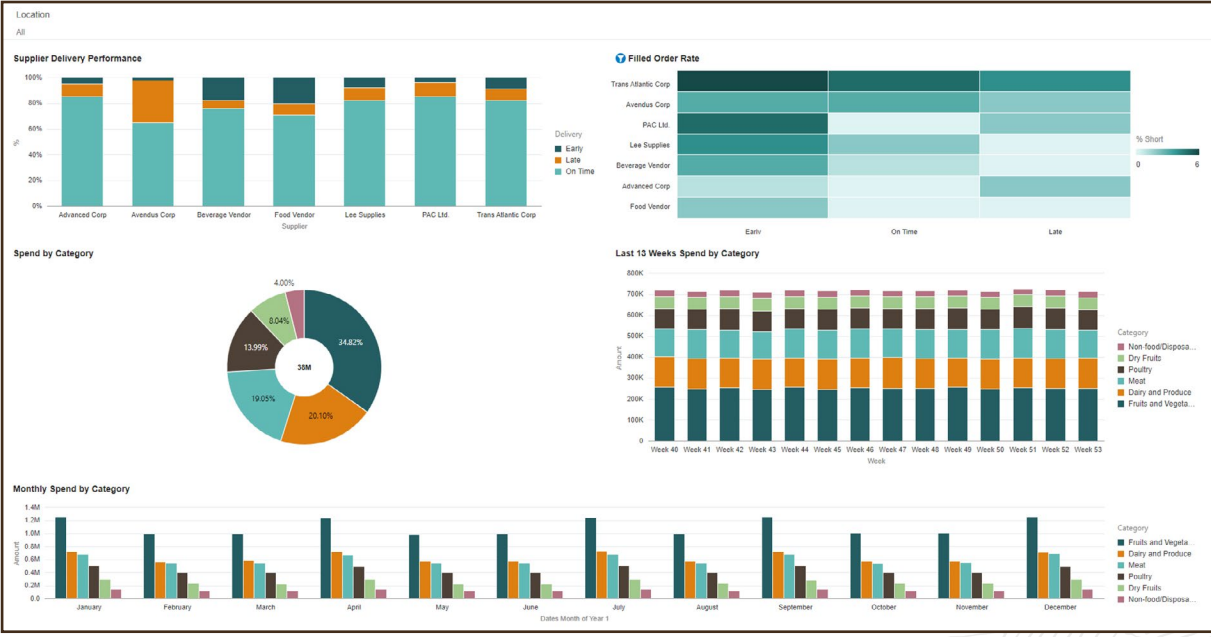 Location
All
Supplier Delivery Performance
100%
80%
60%
40%
20%
0%
%
Advanced Corp
Avendus Corp
Beverage Vendor
Food Vendor
Lee Supplies
PAC Ltd.
Trans Atlantic Corp
Supplier
Delivery
Early
Late
On Time
Filled Order Rate
Trans Atlantic Corp
Avendus Corp
PAC Ltd.
Lee Supplies
Beverage Vendor
Advanced Corp
Food Vendor
Early
On Time
Late
% Short
0 6
Spend by Category
4.00%
8.04%
13.99%
34.82%
38M
19.05%
20.10%
Last 13 Weeks Spend by Category
800K
700K
600K
500K
400K
300K
200K
100K
0
Amount
Week 40 Week 41 Week 42 Week 43 Week 44 Week 45 Week 46 Week 47 Week 48 Week 49 Week 50 Week 51 Week 52 Week 53
Week
Category
Non-food/Disposa...
Dry Fruits
Poultry
Meat
Dairy and Produce
Fruits and Vegeta...
Monthly Spend by Category
1.4M
1.2M
1.0M
0.8M
0.6M
0.4M
0.2M
0.0
Amount
January February March April May June July August September October November December
Dates Month of Year 1
Category
Fruits and Vegeta...
Dairy and Produce
Meat
Poultry
Dry Fruits
Non-food/Disposa...